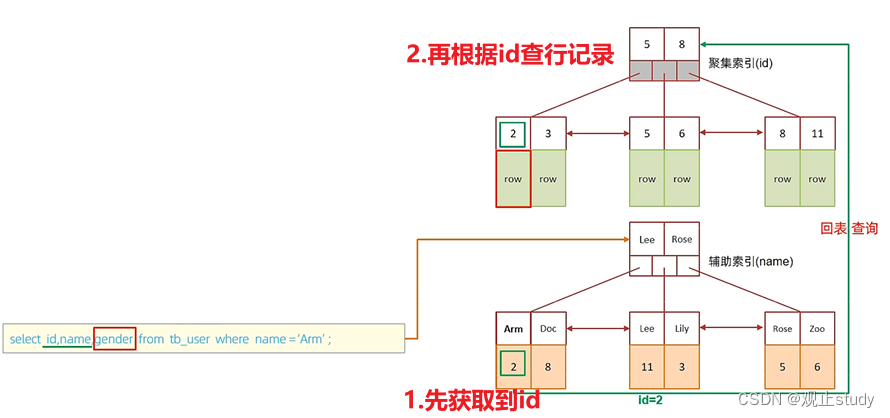 2.再根据id查行记录
5 8
聚集索引(id)
2 3 5 6 8 11
row row row row row row
回表 查询
Lee Rose
辅助索引(name)
select id,name,gender from tb_user where name='Arm' ;
Arm Doc Lee Lily Rose Zoo
2 8 11 3 5 6
1.先获取到id
id=2
CSDN @观止study